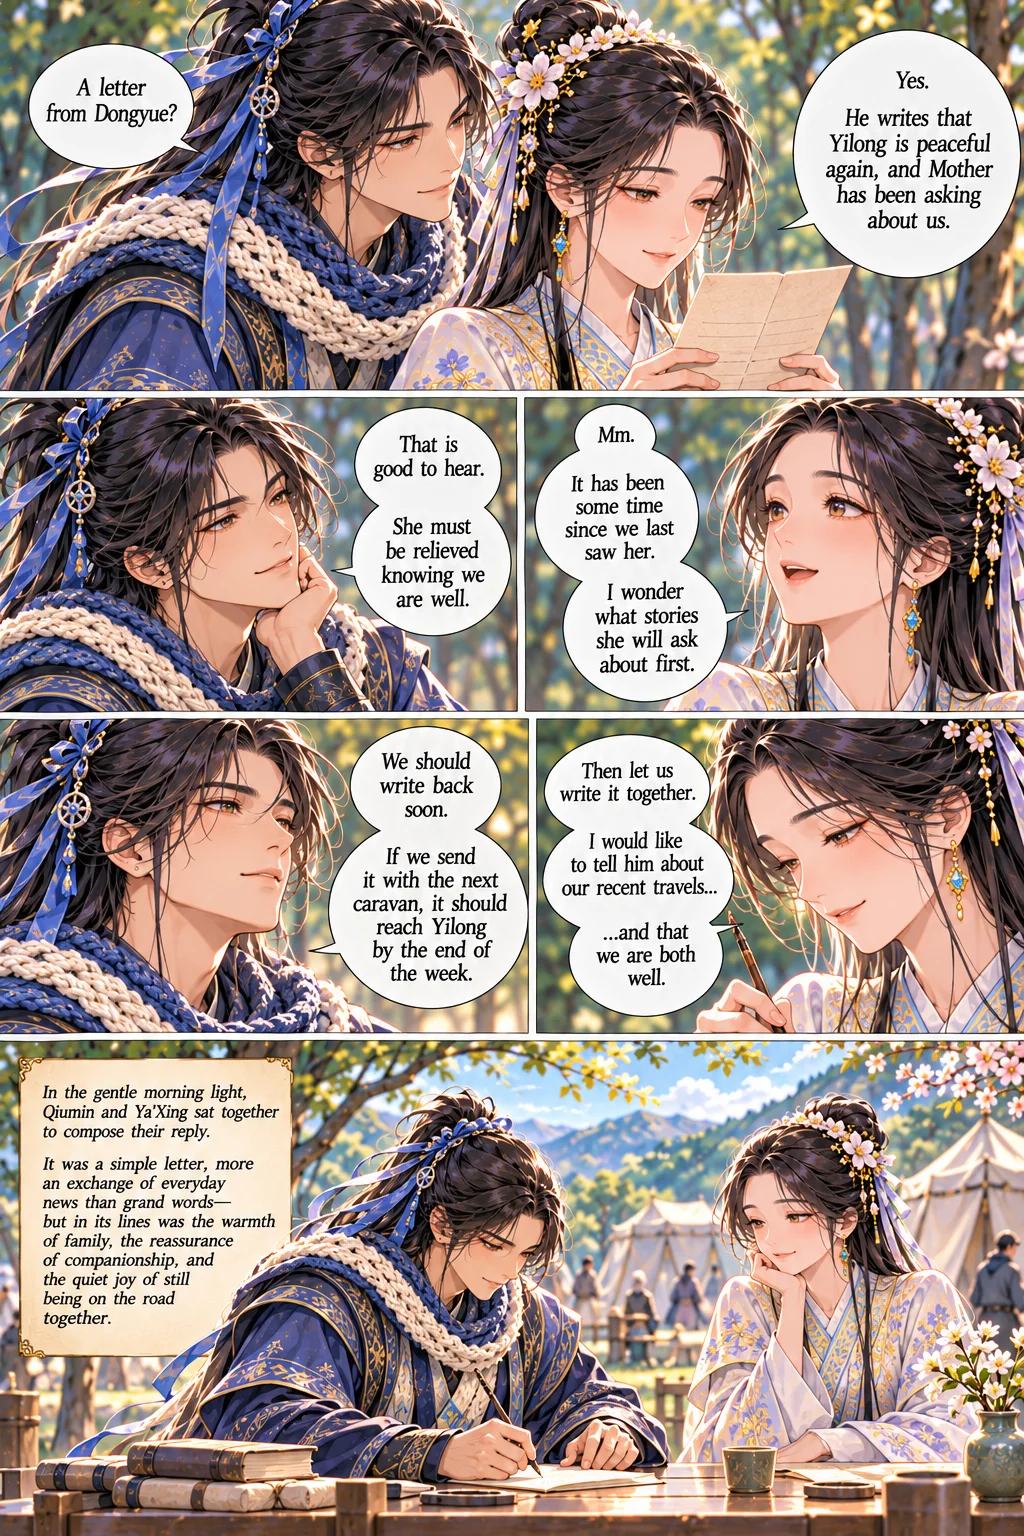 A letter
from Dongyue?
Yes.
He writes that
Yilong is peaceful
again, and Mother
has been asking
about us.
That is
good to hear.
She must
be relieved
knowing we
are well.
Mm.
It has been
some time
since we last
saw her.
I wonder
what stories
she will ask
about first.
We should
write back
soon.
If we send
it with the next
caravan, it should
reach Yilong
by the end of
the week.
Then let us
write it together.
I would like
to tell him about
our recent travels...
...and that
we are both
well.
In the gentle morning light,
Qiumin and Ya'Xing sat together
to compose their reply.
It was a simple letter, more
an exchange of everyday
news than grand words—
but in its lines was the warmth
of family, the reassurance
of companionship, and
the quiet joy of still
being on the road
together.